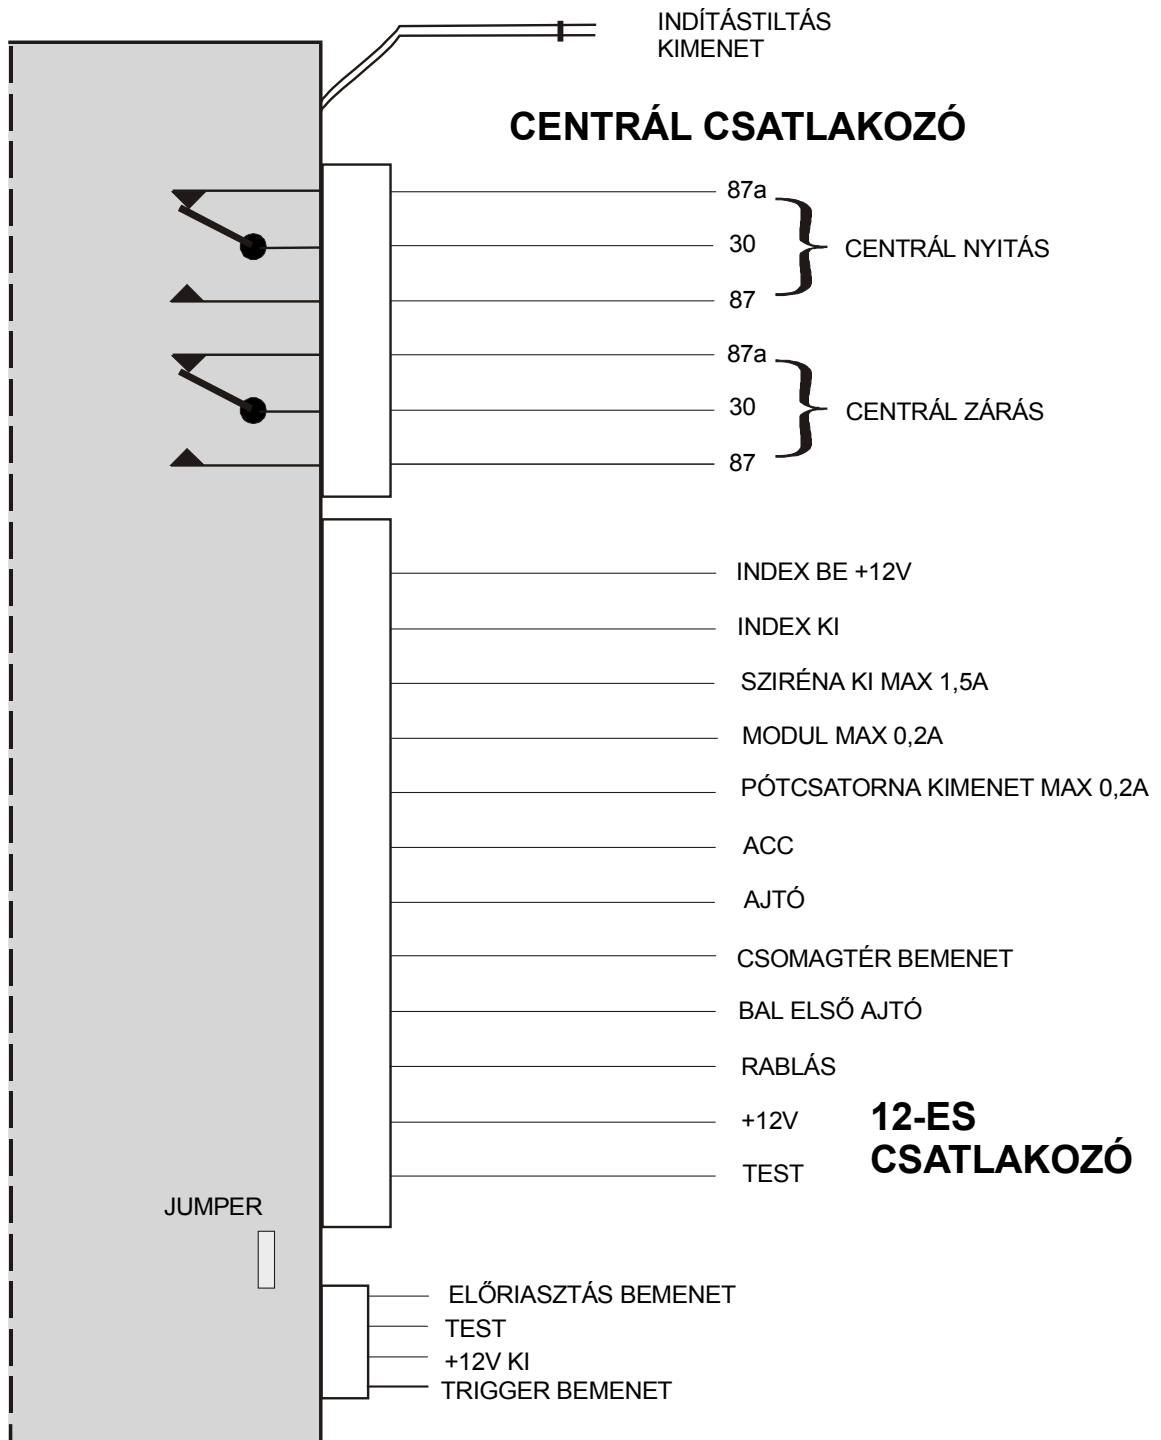 INDÍTÁSTILTÁS
KIMENET
CENTRÁL CSATLAKOZÓ
87a
30
CENTRÁL NYITÁS
87
87a
30
CENTRÁL ZÁRÁS
87
INDEX BE +12V
INDEX KI
SZIRÉNA KI MAX 1,5A
MODUL MAX 0,2A
PÓTCSATORNA KIMENET MAX 0,2A
ACC
AJTÓ
CSOMAGTÉR BEMENET
BAL ELSŐ AJTÓ
RABLÁS
+12V
12-ES
CSATLAKOZÓ
TEST
JUMPER
ELŐRIASZTÁS BEMENET
TEST
+12V KI
TRIGGER BEMENET